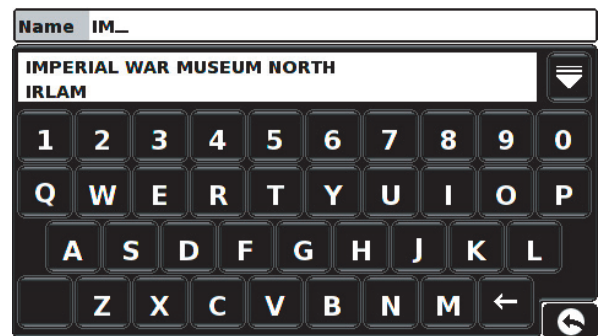 Name IM_
IMPERIAL WAR MUSEUM NORTH
IRLAM
1 2 3 4 5 6 7 8 9 0
Q W E R T Y U I O P
A S D F G H J K L
Z X C V B N M ←